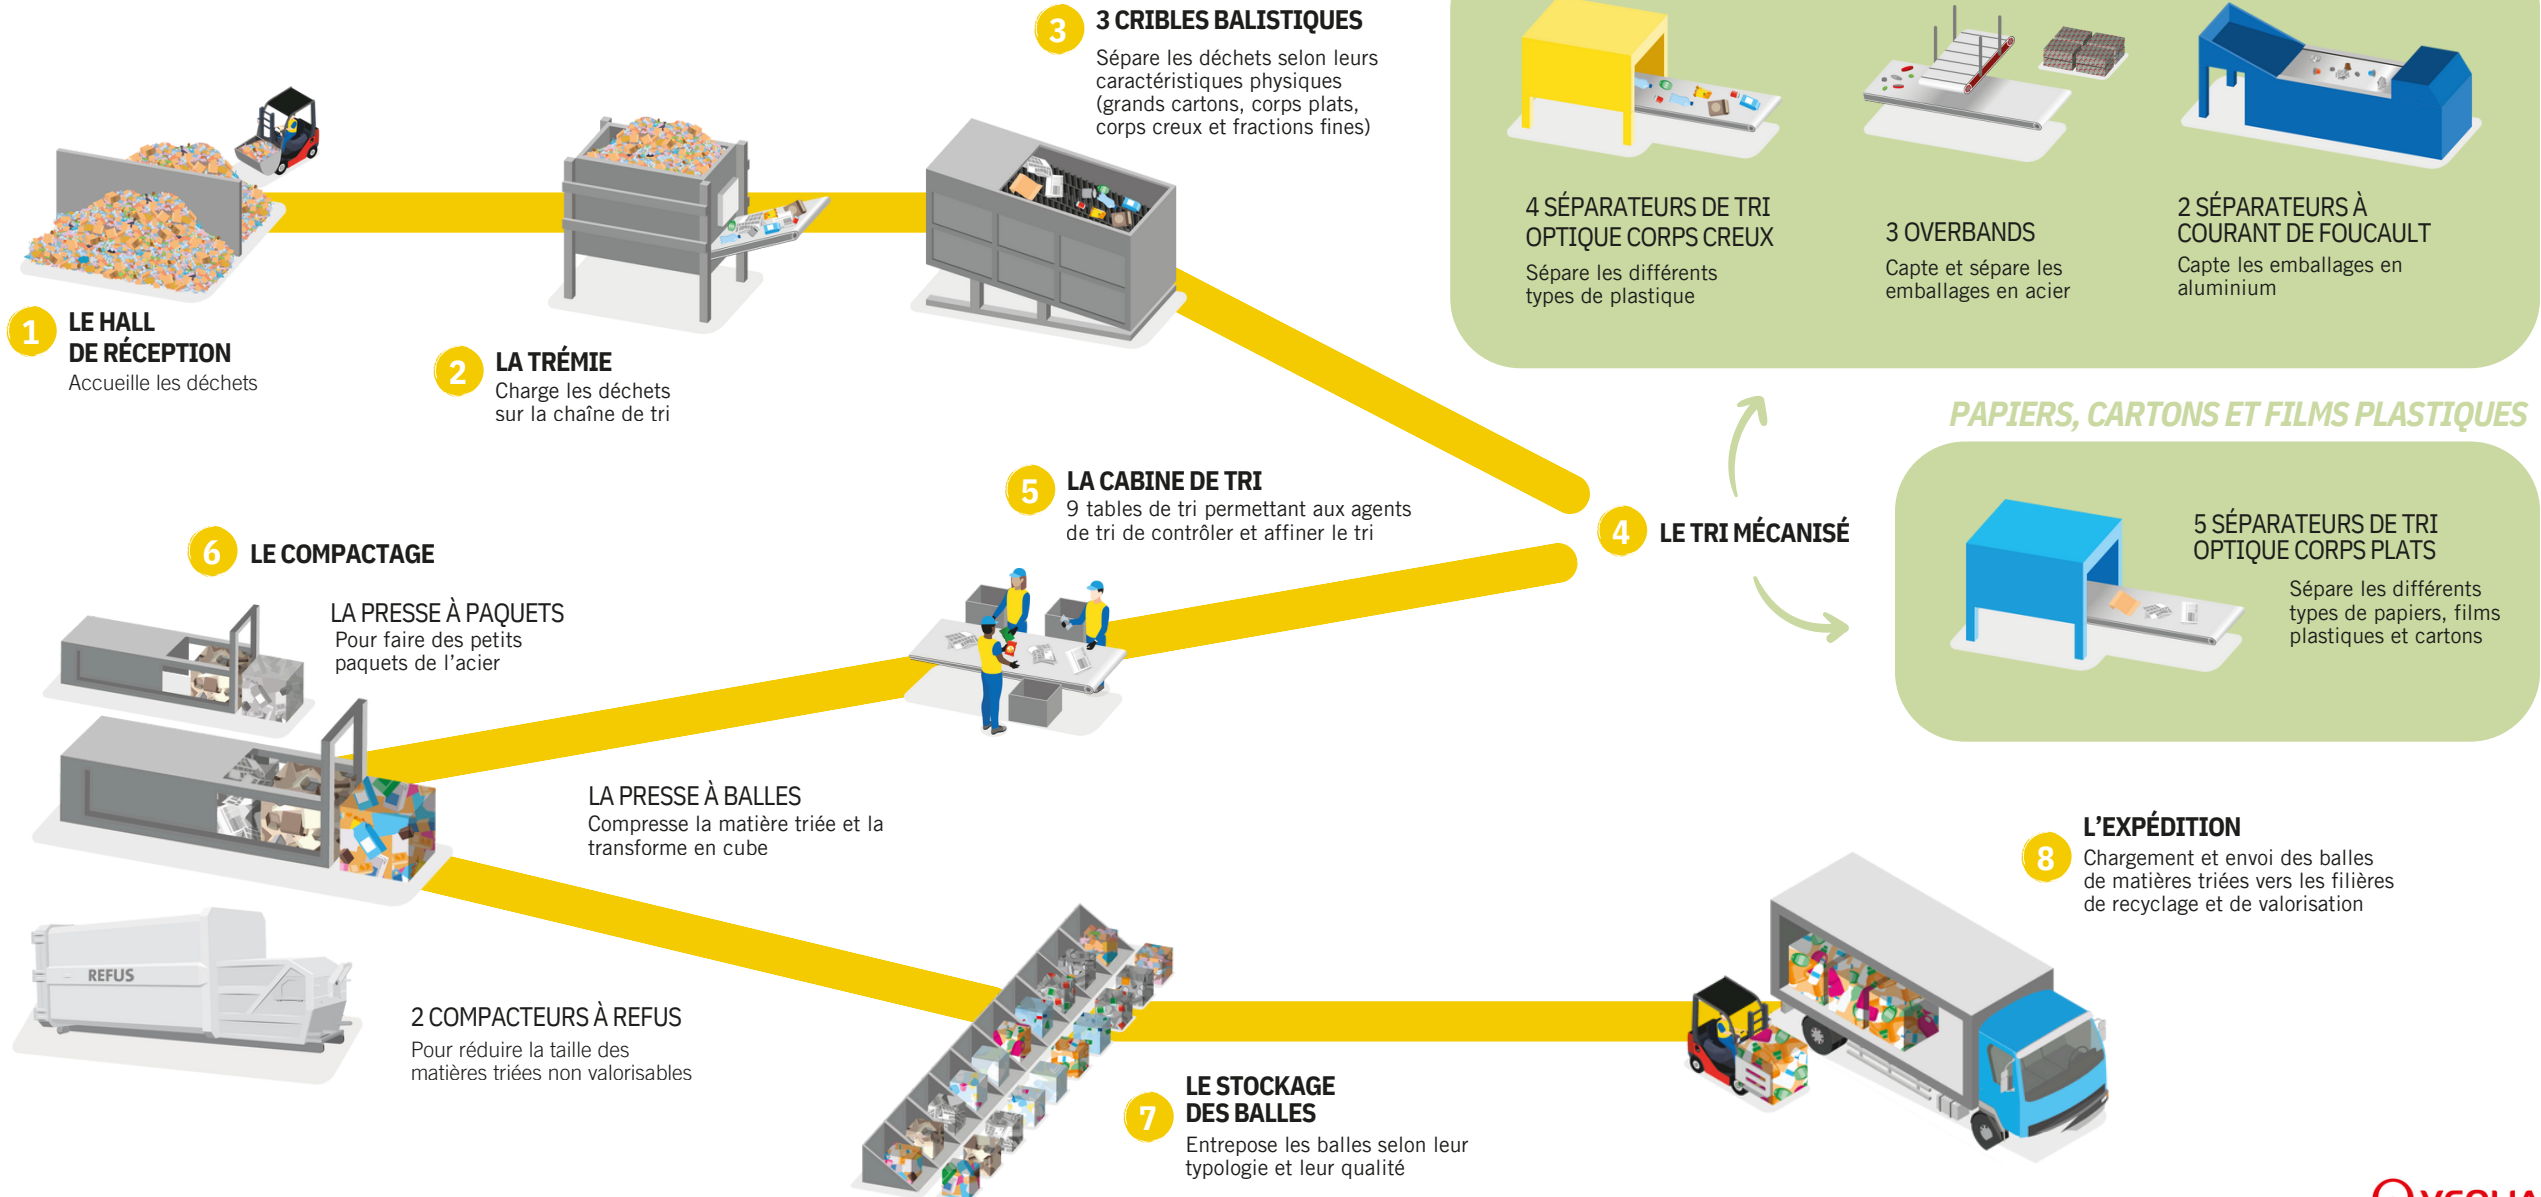 1
LE HALL
DE RÉCEPTION
Accueille les déchets
2
LA TRÉMIE
Charge les déchets
sur la chaîne de tri
3
3 CRIBLES BALISTIQUES
Sépare les déchets selon leurs
caractéristiques physiques
(grands cartons, corps plats,
corps creux et fractions fines)
4 SÉPARATEURS DE TRI
OPTIQUE CORPS CREUX
Sépare les différents
types de plastique
3 OVERBANDS
Capte et sépare les
emballages en acier
2 SÉPARATEURS À
COURANT DE FOUCAULT
Capte les emballages en
aluminium
4
LE TRI MÉCANISÉ
PAPIERS, CARTONS ET FILMS PLASTIQUES
5 SÉPARATEURS DE TRI
OPTIQUE CORPS PLATS
Sépare les différents
types de papiers, films
plastiques et cartons
5
LA CABINE DE TRI
9 tables de tri permettant aux agents
de tri de contrôler et affiner le tri
6
LE COMPACTAGE
LA PRESSE À PAQUETS
Pour faire des petits
paquets de l'acier
LA PRESSE À BALLES
Compresse la matière triée et la
transforme en cube
REFUS
2 COMPACTEURS À REFUS
Pour réduire la taille des
matières triées non valorisables
7
LE STOCKAGE
DES BALLES
Entrepose les balles selon leur
typologie et leur qualité
8
L'EXPÉDITION
Chargement et envoi des balles
de matières triées vers les filières
de recyclage et de valorisation